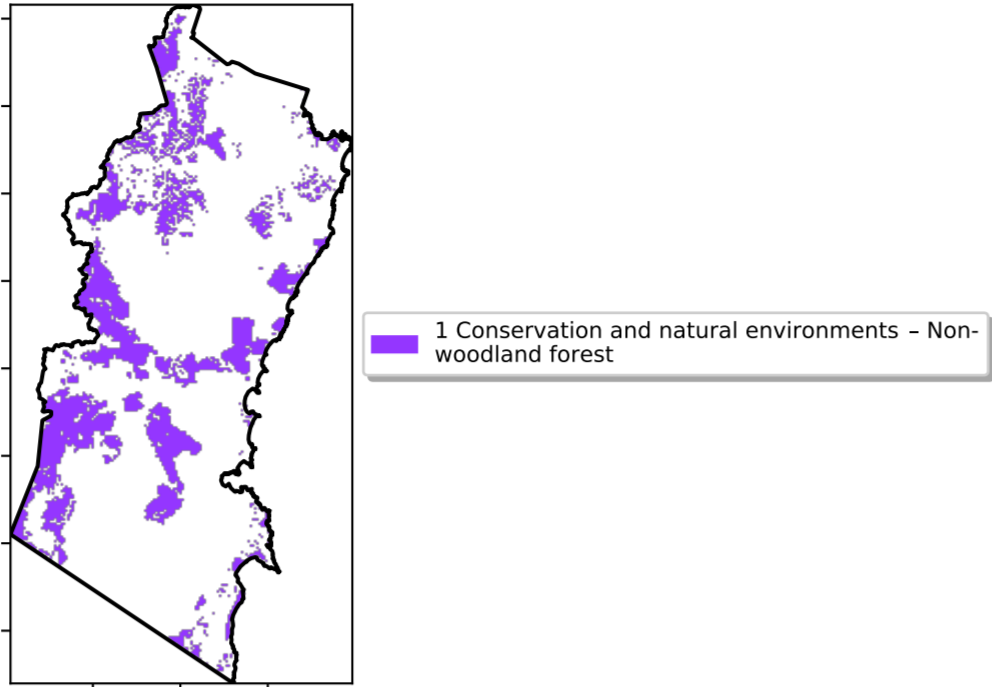 1 Conservation and natural environments – Non-
woodland forest